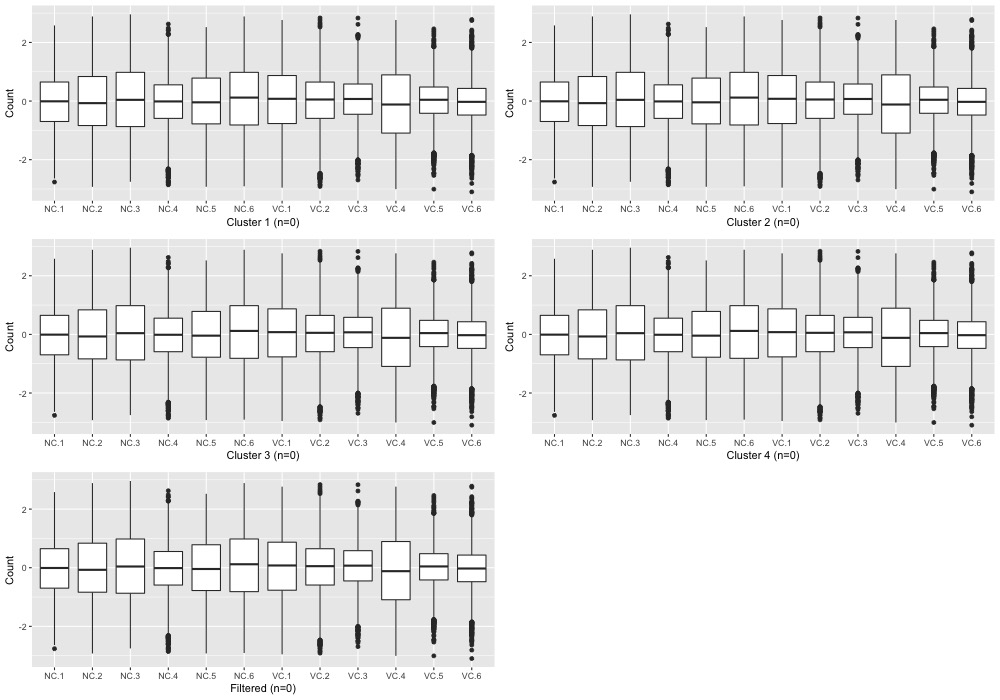 Count
2
0
-2
NC.1 NC.2 NC.3 NC.4 NC.5 NC.6 VC.1 VC.2 VC.3 VC.4 VC.5 VC.6
Cluster 1 (n=0)
Count
2
0
-2
NC.1 NC.2 NC.3 NC.4 NC.5 NC.6 VC.1 VC.2 VC.3 VC.4 VC.5 VC.6
Cluster 2 (n=0)
Count
2
0
-2
NC.1 NC.2 NC.3 NC.4 NC.5 NC.6 VC.1 VC.2 VC.3 VC.4 VC.5 VC.6
Cluster 3 (n=0)
Count
2
0
-2
NC.1 NC.2 NC.3 NC.4 NC.5 NC.6 VC.1 VC.2 VC.3 VC.4 VC.5 VC.6
Cluster 4 (n=0)
Count
2
0
-2
NC.1 NC.2 NC.3 NC.4 NC.5 NC.6 VC.1 VC.2 VC.3 VC.4 VC.5 VC.6
Filtered (n=0)